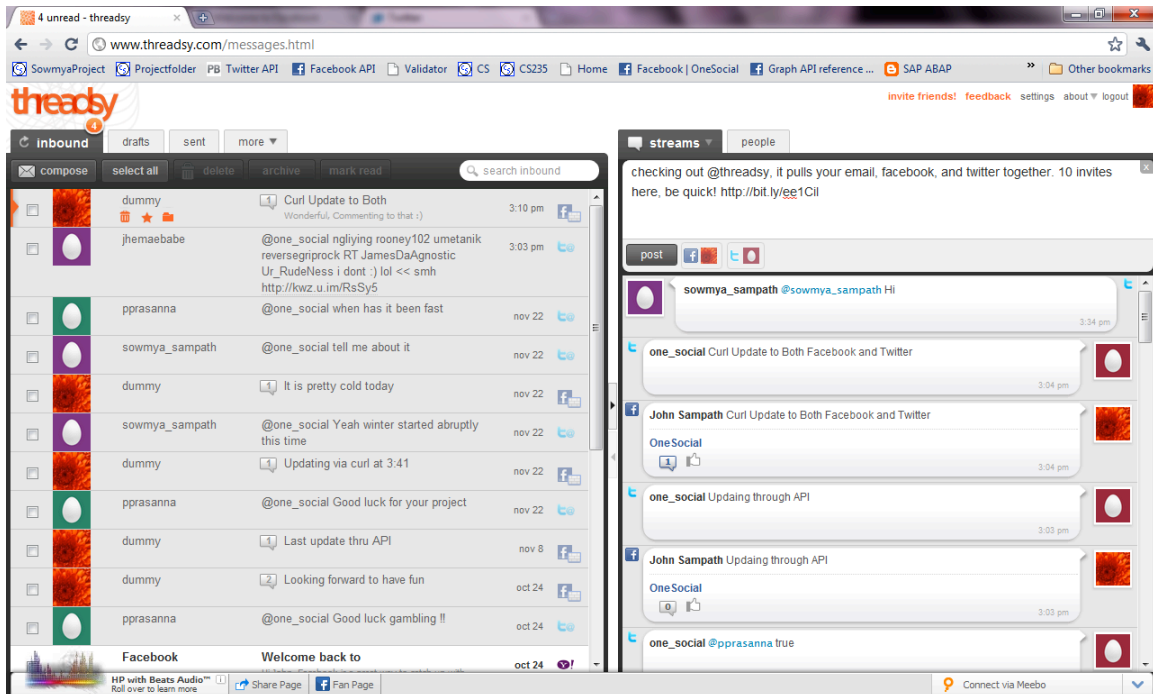 4 unread - threadsy
www.threadsy.com/messages.html
SowmyaProject Projectfolder PB Twitter API Facebook API Validator CS CS235 Home Facebook | OneSocial Graph API reference ... SAP ABAP » Other bookmarks
threadsy
4
invite friends! feedback settings about logout
inbound drafts sent more
compose select all delete archive mark read search inbound
dummy
1 Curl Update to Both
Wonderful, Commenting to that :)
3:10 pm
jhemaebabe
@one_social ngliying rooney102 umetanik
reversegriprock RT JamesDaAgnostic
Ur_RudeNess i dont :) lol << smh
http://kwz.u.im/RsSy5
3:03 pm
pprasanna @one_social when has it been fast nov 22
sowmya_sampath @one_social tell me about it nov 22
dummy 1 It is pretty cold today nov 22
sowmya_sampath @one_social Yeah winter started abruptly
this time
nov 22
dummy 1 Updating via curl at 3:41 nov 22
pprasanna @one_social Good luck for your project nov 22
dummy 1 Last update thru API nov 8
dummy 2 Looking forward to have fun oct 24
pprasanna @one_social Good luck gambling !! oct 24
Facebook Welcome back to oct 24
streams people
checking out @threadsy, it pulls your email, facebook, and twitter together. 10 invites
here, be quick! http://bit.ly/ee1Cil
post
sowmya_sampath @sowmya_sampath Hi
3:34 pm
one_social Curl Update to Both Facebook and Twitter
3:04 pm
John Sampath Curl Update to Both Facebook and Twitter
OneSocial
1
3:04 pm
one_social Updaing through API
3:03 pm
John Sampath Updaing through API
OneSocial
0
3:03 pm
one_social @pprasanna true
HP with Beats Audio™
Roll over to learn more
Share Page Fan Page
Connect via Meebo